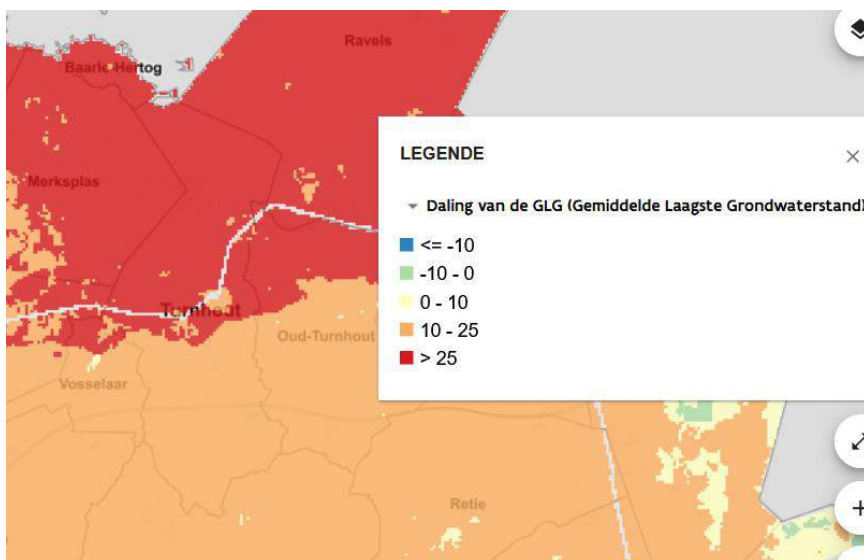 Ravels
Baarle-Hertog
Merksplas
Turnhout
Oud-Turnhout
Vosselaar
Retie
LEGENDE
Daling van de GLG (Gemiddelde Laagste Grondwaterstand)
<= -10
-10 - 0
0 - 10
10 - 25
> 25